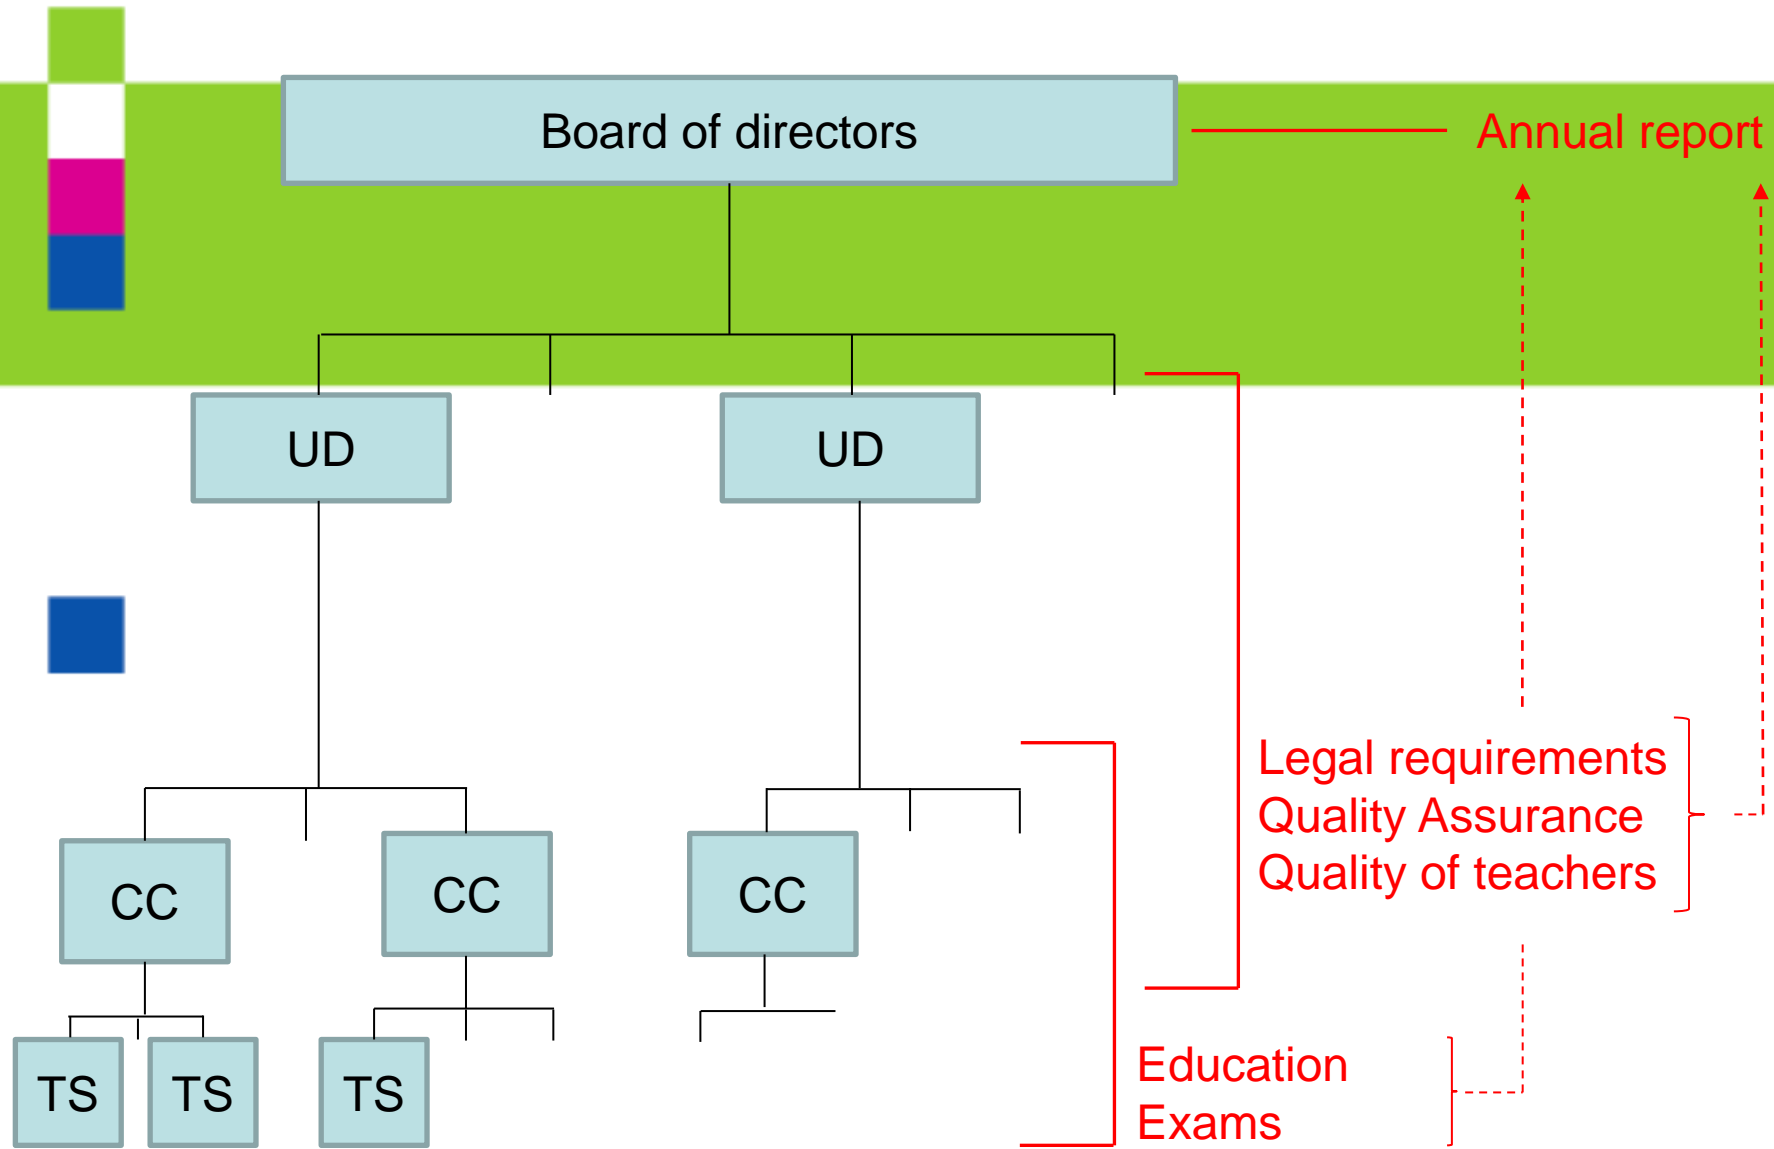 Board of directors
Annual report
UD
UD
Legal requirements
Quality Assurance
Quality of teachers
CC
CC
CC
Education
Exams
TS
TS
TS